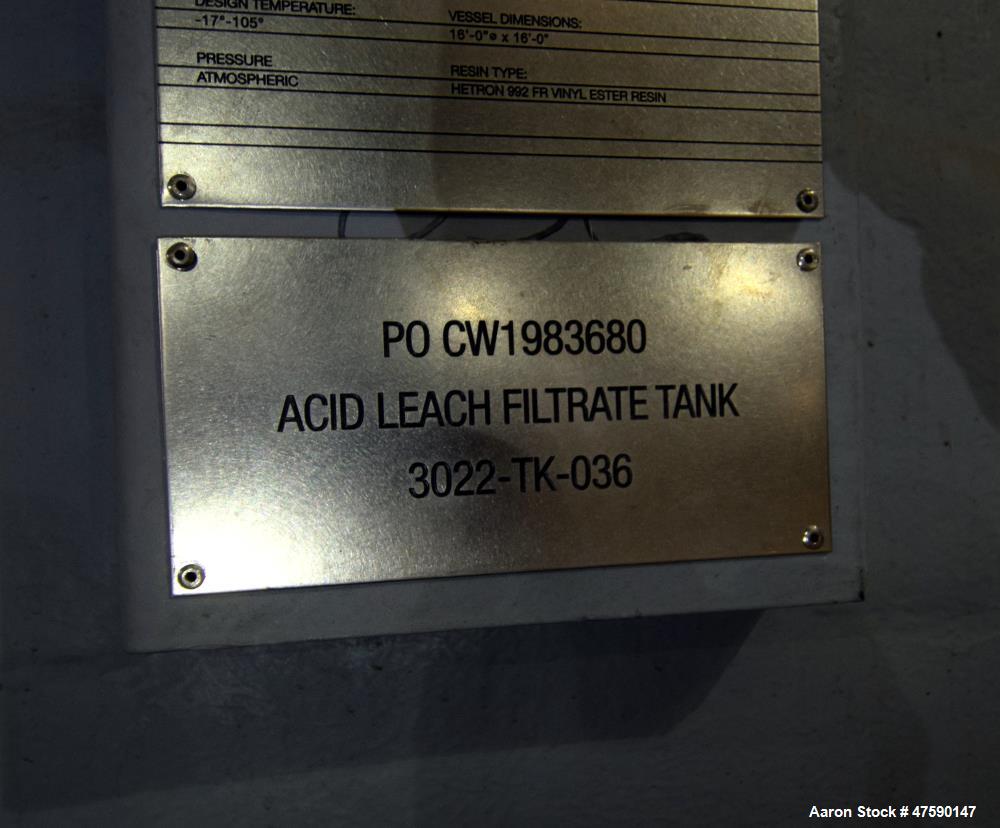 DESIGN TEMPERATURE:
-17°-105°
VESSEL DIMENSIONS:
16'-0"ø x 16'-0"
PRESSURE
ATMOSPHERIC
RESIN TYPE:
HETRON 992 FR VINYL ESTER RESIN
PO CW1983680
ACID LEACH FILTRATE TANK
3022-TK-036
Aaron Stock # 47590147